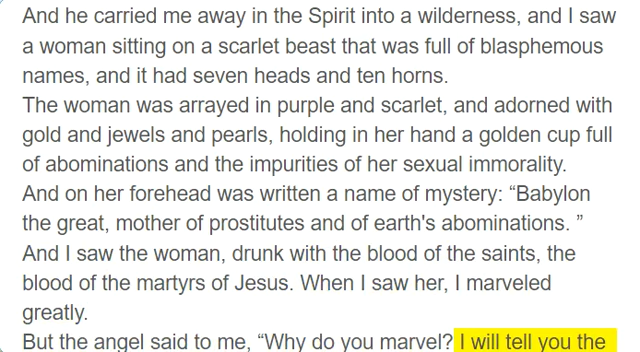 And he carried me away in the Spirit into a wilderness, and I saw
a woman sitting on a scarlet beast that was full of blasphemous
names, and it had seven heads and ten horns.
The woman was arrayed in purple and scarlet, and adorned with
gold and jewels and pearls, holding in her hand a golden cup full
of abominations and the impurities of her sexual immorality.
And on her forehead was written a name of mystery: “Babylon
the great, mother of prostitutes and of earth's abominations. ”
And I saw the woman, drunk with the blood of the saints, the
blood of the martyrs of Jesus. When I saw her, I marveled
greatly.
But the angel said to me, “Why do you marvel? I will tell you the